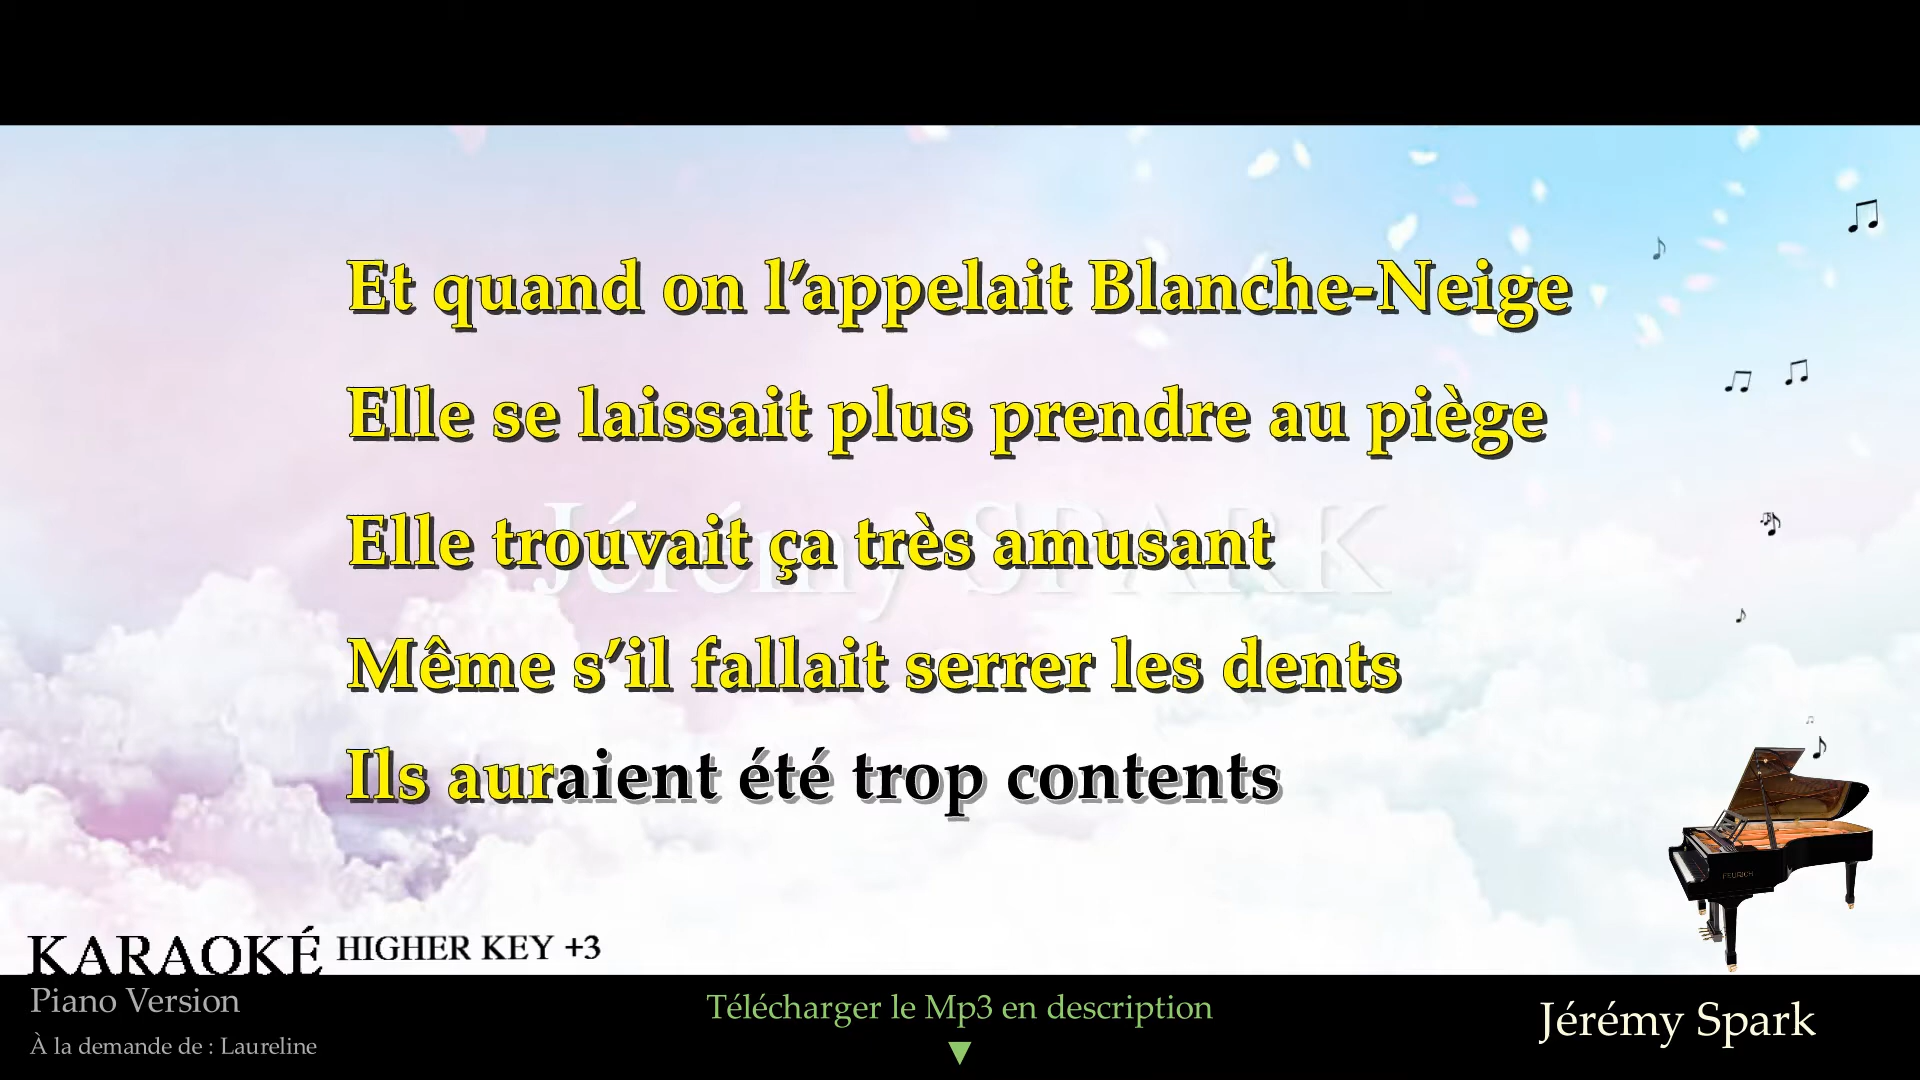 Et quand on l’appelait Blanche-Neige
Elle se laissait plus prendre au piège
Jérémy SPARK
Elle trouvait ça très amusant
Même s’il fallait serrer les dents
Ils auraient été trop contents
FEURICH
KARAOKÉ HIGHER KEY +3
Piano Version
À la demande de : Laureline
Télécharger le Mp3 en description
Jérémy Spark